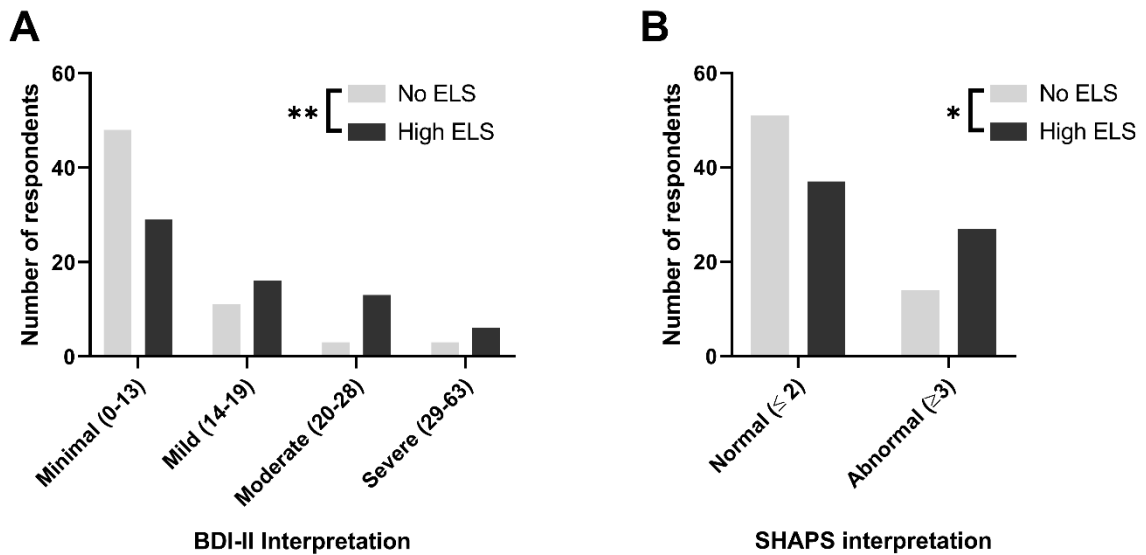 A
Number of respondents
60
40
20
0
**
No ELS
High ELS
Minimal (0-13)
Mild (14-19)
Moderate (20-28)
Severe (29-63)
BDI-II Interpretation
B
Number of respondents
60
40
20
0
*
No ELS
High ELS
Normal (≤ 2)
Abnormal (≥3)
SHAPS interpretation